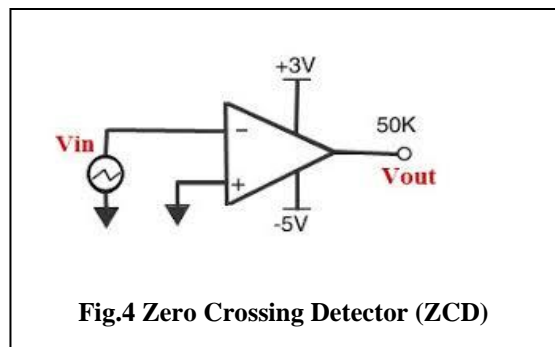 +3V
50K
Vin
−
+
Vout
-5V
Fig.4 Zero Crossing Detector (ZCD)